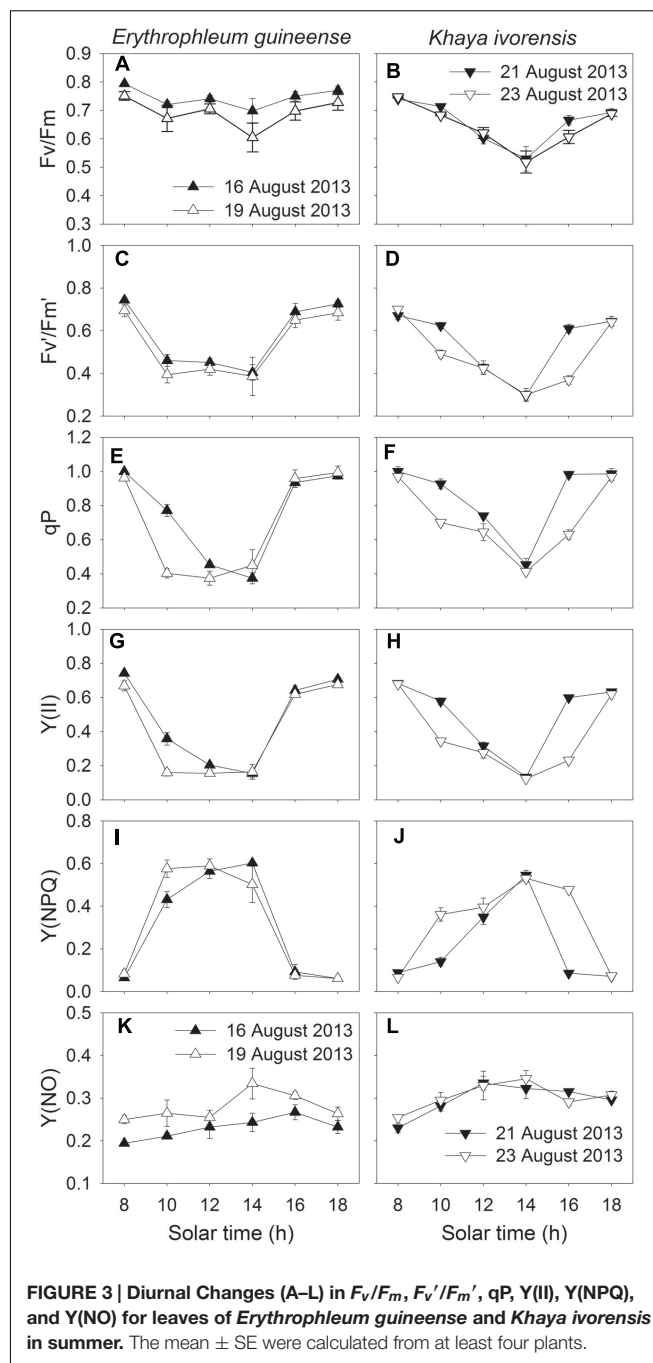 Erythrophleum guineense
Khaya ivorensis
A
0.9
0.8
0.7
0.6
0.5
0.4
0.3
Fv/Fm
16 August 2013
19 August 2013
B
21 August 2013
23 August 2013
C
1.0
0.8
0.6
0.4
0.2
Fv'/Fm'
D
E
1.0
0.8
0.6
0.4
0.2
qP
F
G
1.0
0.8
0.6
0.4
0.2
0.0
Y(II)
H
I
0.8
0.6
0.4
0.2
0.0
Y(NPQ)
J
K
0.5
0.4
0.3
0.2
0.1
Y(NO)
16 August 2013
19 August 2013
L
21 August 2013
23 August 2013
8 10 12 14 16 18
8 10 12 14 16 18
Solar time (h)
Solar time (h)
FIGURE 3 | Diurnal Changes (A–L) in Fv/Fm, Fv′/Fm′, qP, Y(II), Y(NPQ),
and Y(NO) for leaves of Erythrophleum guineense and Khaya ivorensis
in summer. The mean ± SE were calculated from at least four plants.